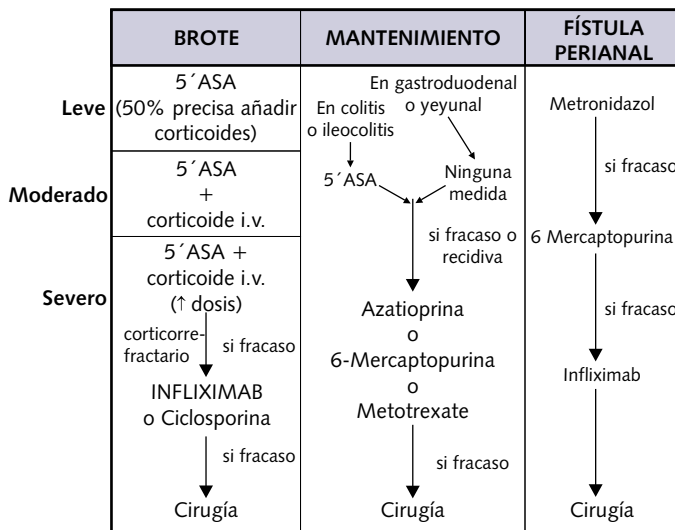 BROTE
MANTENIMIENTO
FÍSTULA
PERIANAL
Leve
5´ASA
(50% precisa añadir
corticoides)
Moderado
5´ASA
+
corticoide i.v.
Severo
5´ASA +
corticoide i.v.
(↑ dosis)
corticorre-
fractario
si fracaso
INFLIXIMAB
o Ciclosporina
si fracaso
Cirugía
En gastroduodenal
o yeyunal
En colitis
o ileocolitis
5´ASA
Ninguna
medida
si fracaso o
recidiva
Azatioprina
o
6-Mercaptopurina
o
Metotrexate
si fracaso
Cirugía
Metronidazol
si fracaso
6 Mercaptopurina
si fracaso
Infliximab
Cirugía